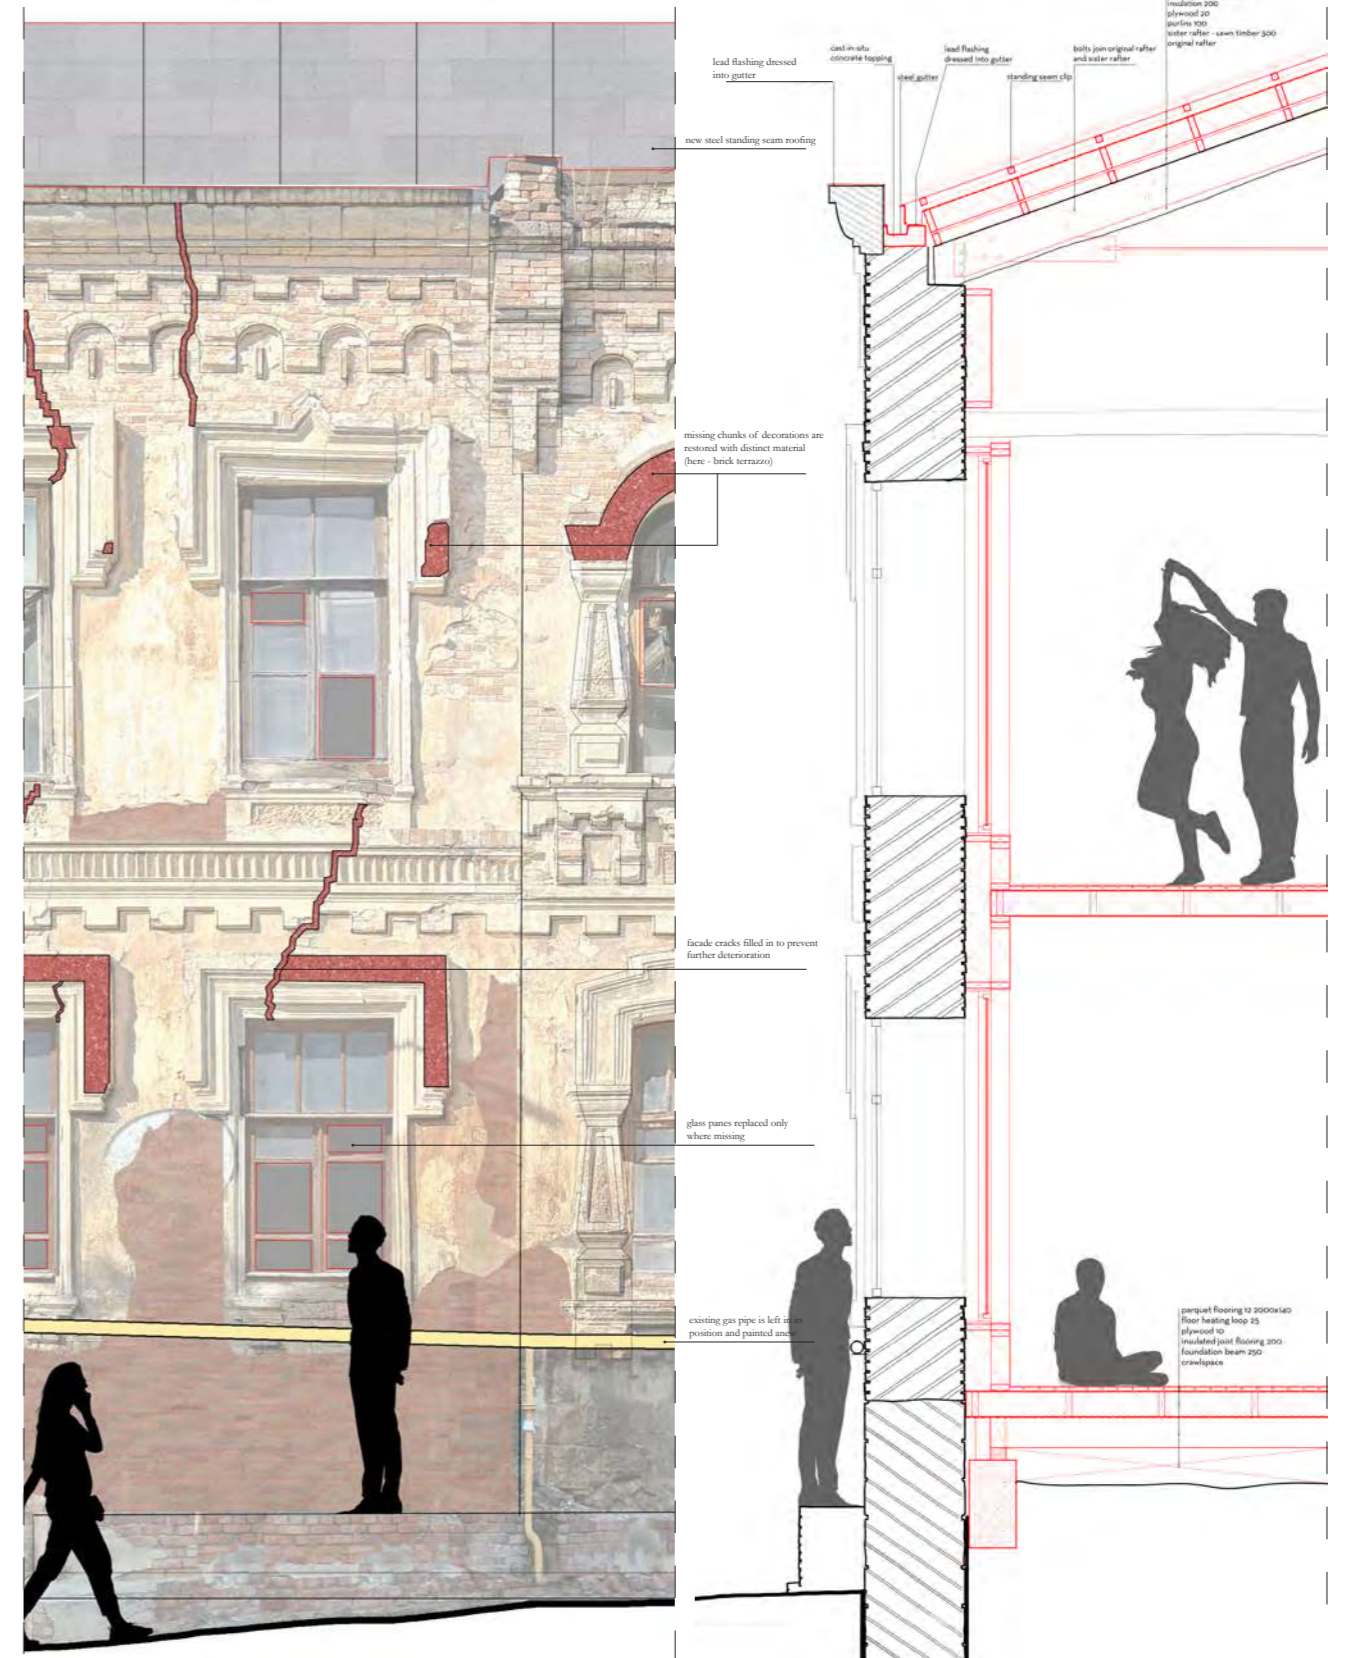 insulation 200
plywood 20
purlins 100
sister rafter - sawn timber 300
original rafter
cast in-situ
concrete topping
steel gutter
lead flashing
dressed into gutter
standing seam clip
bolts join original rafter
and sister rafter
lead flashing dressed
into gutter
new steel standing seam roofing
missing chunks of decorations are
restored with distinct material
(here - brick terrazzo)
facade cracks filled in to prevent
further deterioration
glass panes replaced only
where missing
existing gas pipe is left in its
position and painted anew
parquet flooring 12 2000x140
floor heating loop 25
plywood 10
insulated joist flooring 200
foundation beam 250
crawlspace